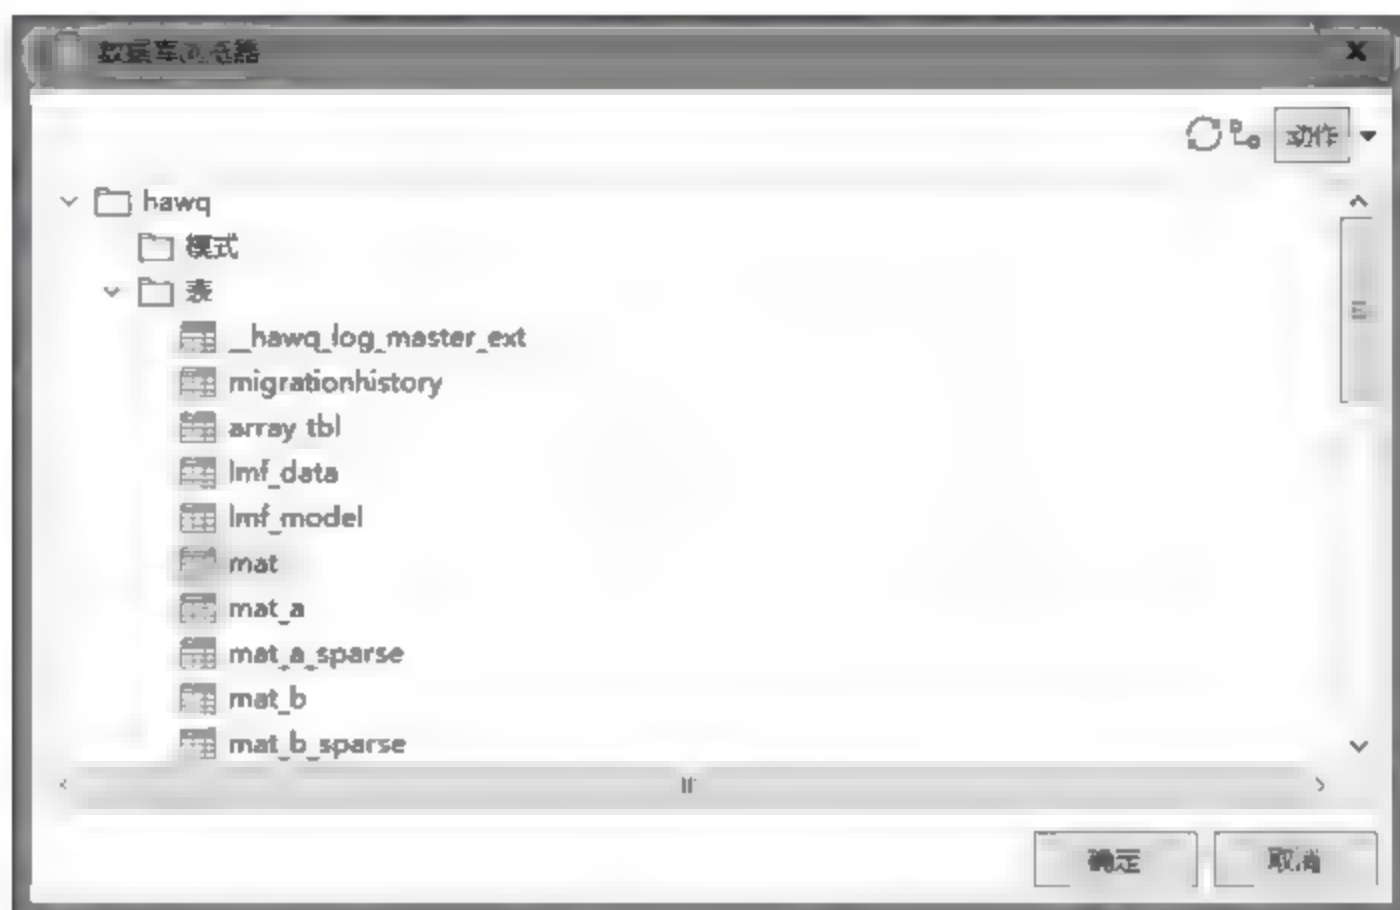 数据库浏览器
动作
hawq
模式
表
__hawq_log_master_ext
migrationhistory
array tbl
lmf_data
lmf_model
mat
mat_a
mat_a_sparse
mat_b
mat_b_sparse
确定
取消